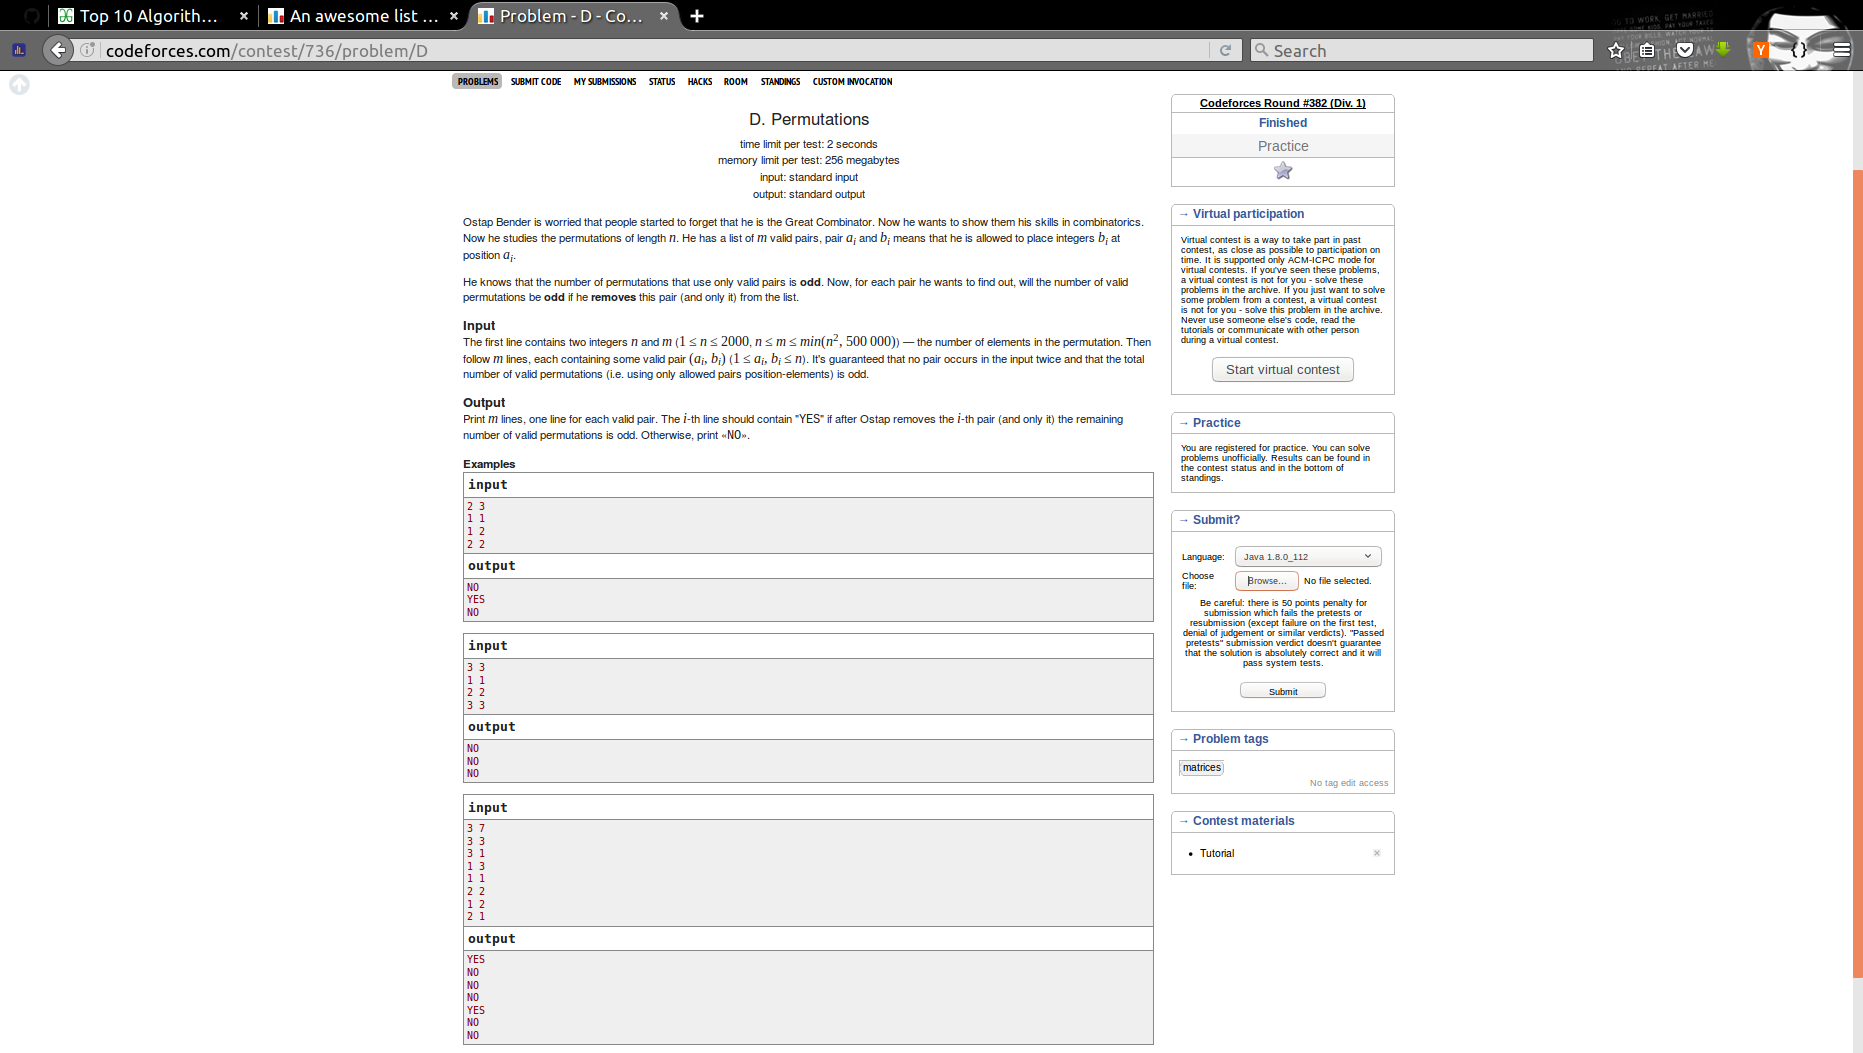 Top 10 Algorith... ×
An awesome list ... ×
Problem - D - Co... ×
codeforces.com/contest/736/problem/D
Search
PROBLEMS SUBMIT CODE MY SUBMISSIONS STATUS HACKS ROOM STANDINGS CUSTOM INVOCATION
D. Permutations
time limit per test: 2 seconds
memory limit per test: 256 megabytes
input: standard input
output: standard output
Ostap Bender is worried that people started to forget that he is the Great Combinator. Now he wants to show them his skills in combinatorics.
Now he studies the permutations of length n. He has a list of m valid pairs, pair a_i and b_i means that he is allowed to place integers b_i at
position a_i.
He knows that the number of permutations that use only valid pairs is odd. Now, for each pair he wants to find out, will the number of valid
permutations be odd if he removes this pair (and only it) from the list.
Input
The first line contains two integers n and m (1 ≤ n ≤ 2000, n ≤ m ≤ min(n², 500 000)) — the number of elements in the permutation. Then
follow m lines, each containing some valid pair (a_i, b_i) (1 ≤ a_i, b_i ≤ n). It's guaranteed that no pair occurs in the input twice and that the total
number of valid permutations (i.e. using only allowed pairs position-elements) is odd.
Output
Print m lines, one line for each valid pair. The i-th line should contain "YES" if after Ostap removes the i-th pair (and only it) the remaining
number of valid permutations is odd. Otherwise, print «NO».
Examples
input
2 3
1 1
1 2
2 2
output
NO
YES
NO
input
3 3
1 1
2 2
3 3
output
NO
NO
NO
input
3 7
3 3
3 1
1 3
1 1
2 2
1 2
2 1
output
YES
NO
NO
NO
YES
NO
NO
Codeforces Round #382 (Div. 1)
Finished
Practice
→ Virtual participation
Virtual contest is a way to take part in past
contest, as close as possible to participation on
time. It is supported only ACM-ICPC mode for
virtual contests. If you've seen these problems,
a virtual contest is not for you - solve these
problems in the archive. If you just want to solve
some problem from a contest, a virtual contest
is not for you - solve this problem in the archive.
Never use someone else's code, read the
tutorials or communicate with other person
during a virtual contest.
Start virtual contest
→ Practice
You are registered for practice. You can solve
problems unofficially. Results can be found in
the contest status and in the bottom of
standings.
→ Submit?
Language: Java 1.8.0_112
Choose
file: Browse... No file selected.
Be careful: there is 50 points penalty for
submission which fails the pretests or
resubmission (except failure on the first test,
denial of judgement or similar verdicts). "Passed
pretests" submission verdict doesn't guarantee
that the solution is absolutely correct and it will
pass system tests.
Submit
→ Problem tags
matrices
No tag edit access
→ Contest materials
• Tutorial ×